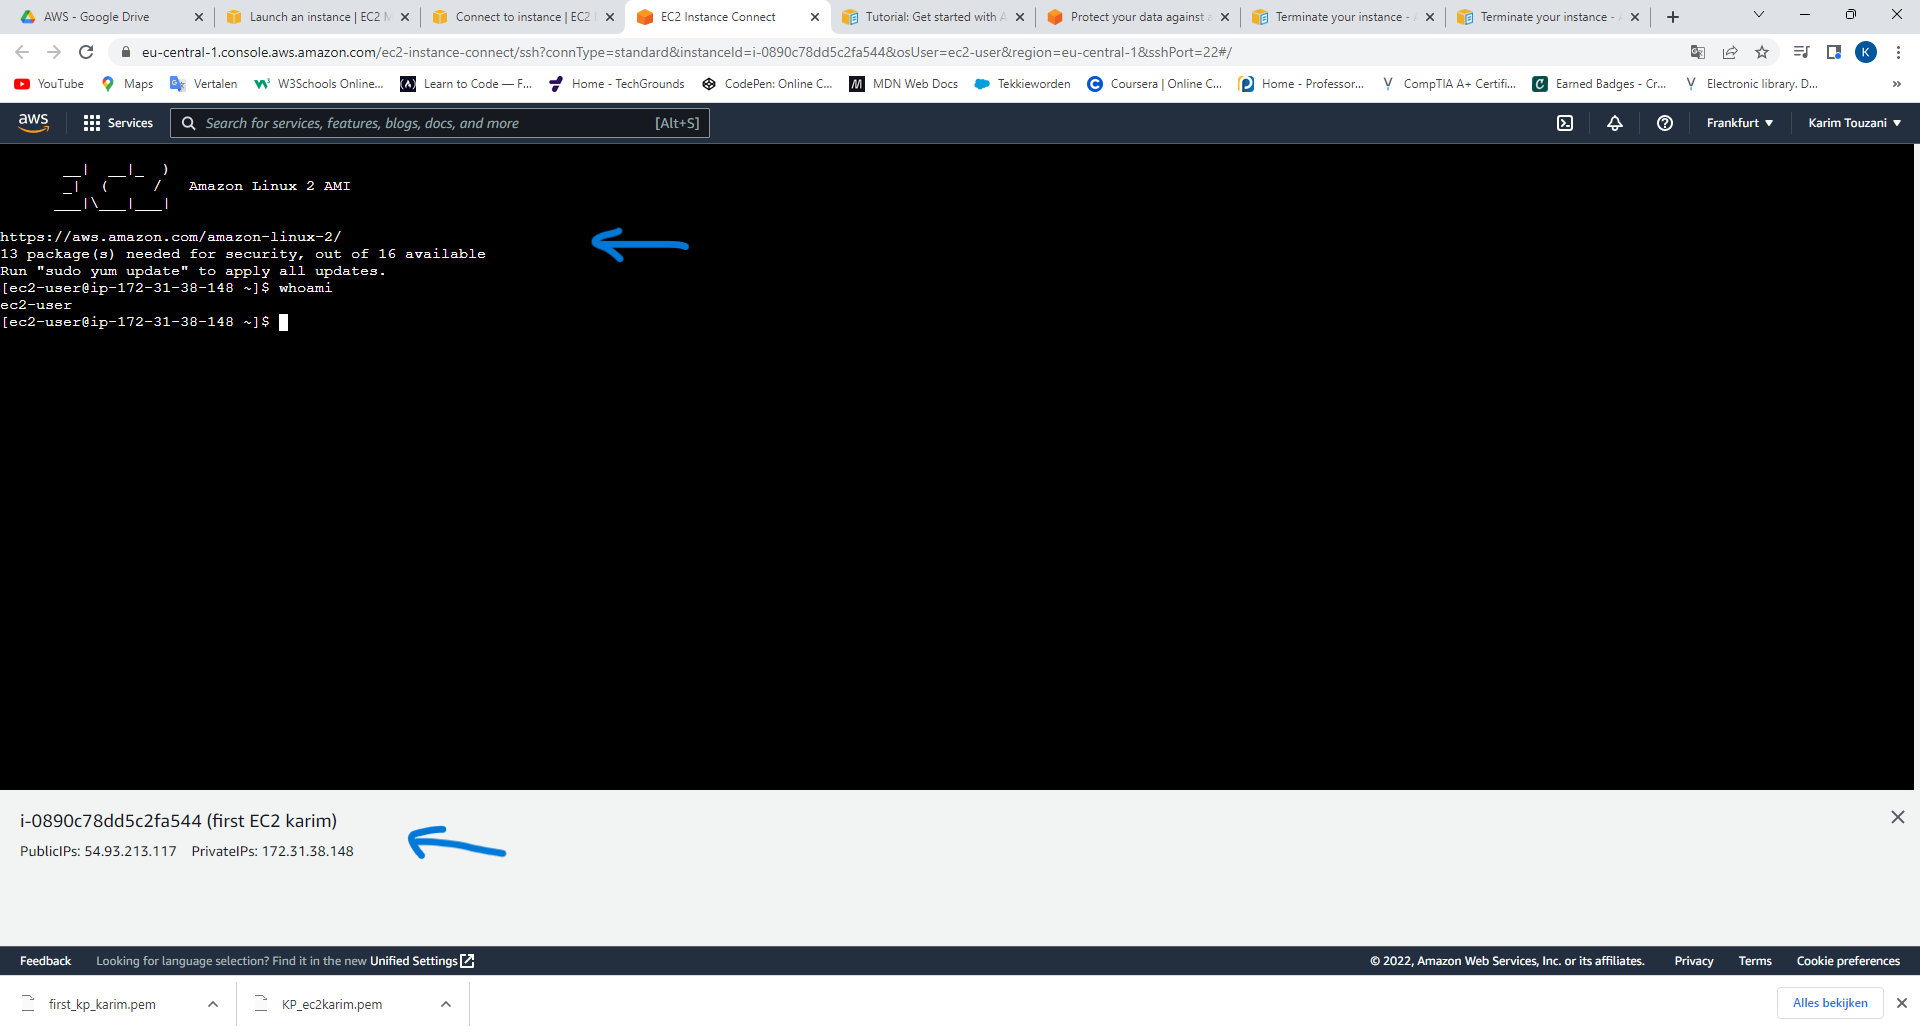 AWS - Google Drive
Launch an instance | EC2 M
Connect to instance | EC2
EC2 Instance Connect
Tutorial: Get started with A
Protect your data against a
Terminate your instance -
Terminate your instance -
eu-central-1.console.aws.amazon.com/ec2-instance-connect/ssh?connType=standard&instanceId=i-0890c78dd5c2fa544&osUser=ec2-user&region=eu-central-1&sshPort=22#/
K
YouTube
Maps
Vertalen
W3Schools Online...
Learn to Code — F...
Home - TechGrounds
CodePen: Online C...
MDN Web Docs
Tekkieworden
Coursera | Online C...
Home - Professor...
CompTIA A+ Certifi...
Earned Badges - Cr...
Electronic library. D...
»
aws
Services
Search for services, features, blogs, docs, and more [Alt+S]
Frankfurt
Karim Touzani
       __|  __|_  )
       _|  (     /   Amazon Linux 2 AMI
      ___|\___|___|
https://aws.amazon.com/amazon-linux-2/
13 package(s) needed for security, out of 16 available
Run "sudo yum update" to apply all updates.
[ec2-user@ip-172-31-38-148 ~]$ whoami
ec2-user
[ec2-user@ip-172-31-38-148 ~]$
i-0890c78dd5c2fa544 (first EC2 karim)
PublicIPs: 54.93.213.117 PrivateIPs: 172.31.38.148
Feedback
Looking for language selection? Find it in the new Unified Settings
© 2022, Amazon Web Services, Inc. or its affiliates.
Privacy
Terms
Cookie preferences
first_kp_karim.pem
KP_ec2karim.pem
Alles bekijken